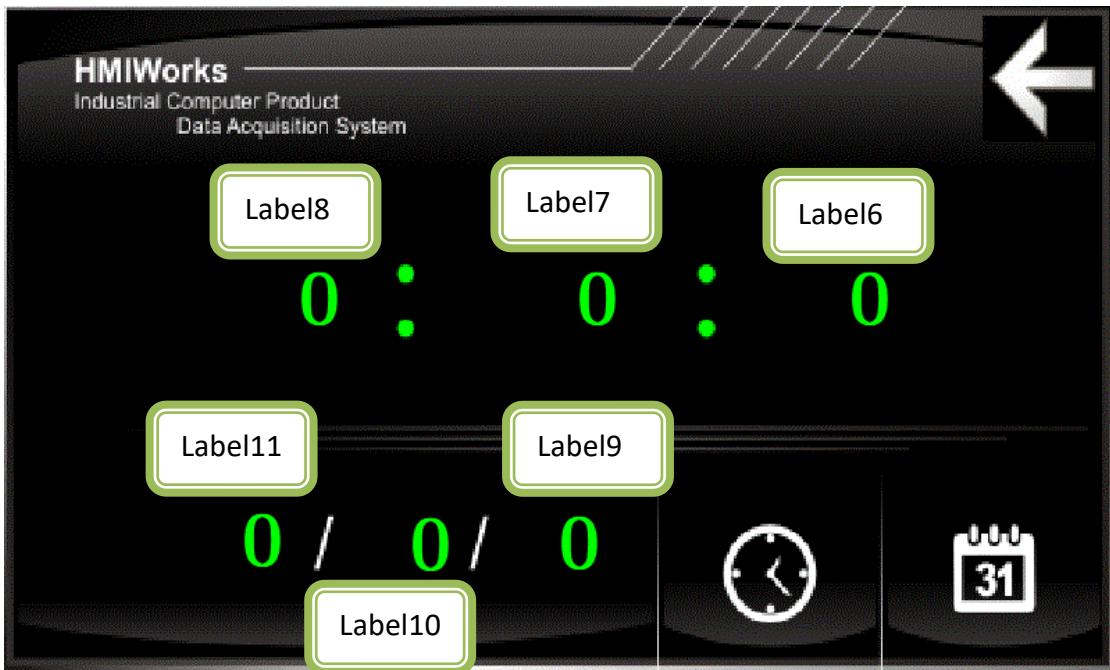 HMIWorks
Industrial Computer Product
Data Acquisition System
Label8 Label7 Label6
0 : 0 : 0
Label11 Label9
0 / 0 / 0
31
Label10